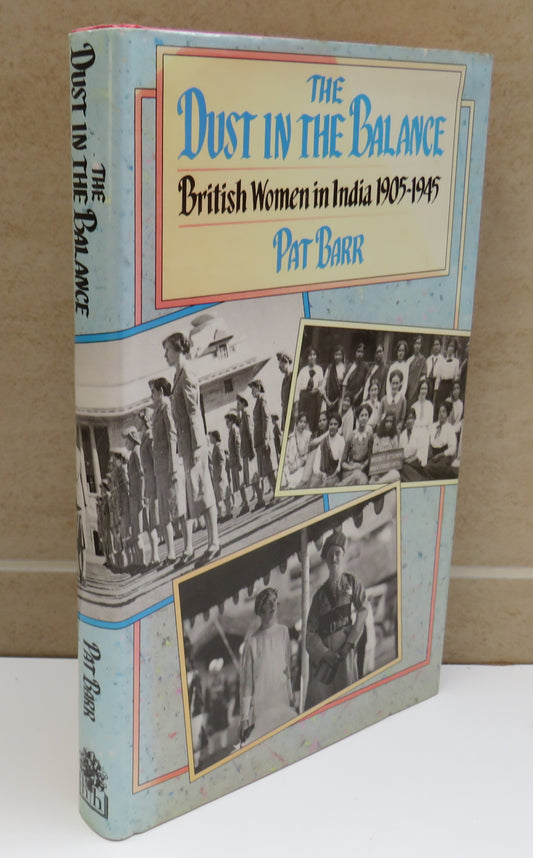 THE
DUST IN THE BALANCE
British Women in India 1905-1945
PAT BARR
THE
DUST IN THE BALANCE
PAT BARR
hh